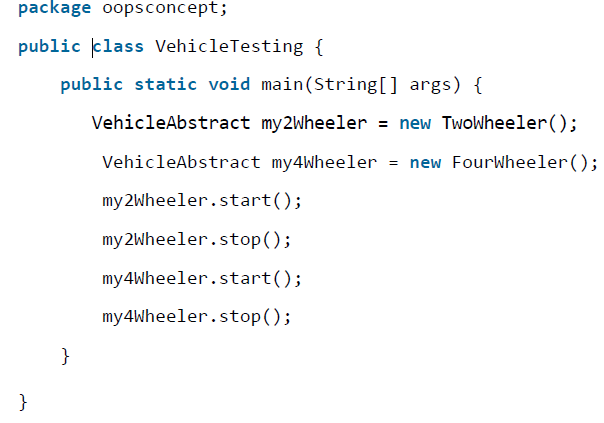 package oopsconcept;
public class VehicleTesting {
public static void main(String[] args) {
VehicleAbstract my2Wheeler = new TwoWheeler();
VehicleAbstract my4Wheeler = new FourWheeler();
my2Wheeler.start();
my2Wheeler.stop();
my4Wheeler.start();
my4Wheeler.stop();
}
}